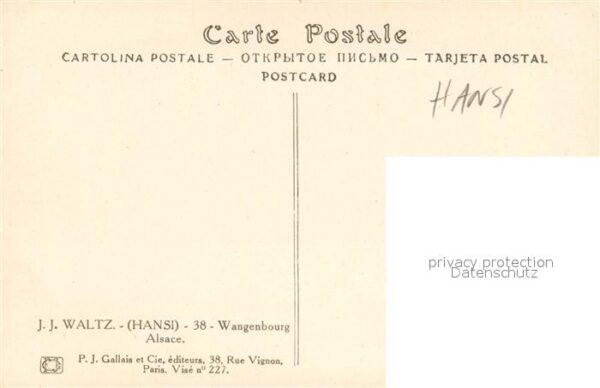 Carte Postale
CARTOLINA POSTALE — ОТКРЫТОЕ ПИСЬМО — TARJETA POSTAL
POSTCARD
HANSI
privacy protection
Datenschutz
J. J. WALTZ. - (HANSI) - 38 - Wangenbourg
Alsace.
P. J. Gallais et Cie, éditeurs, 38, Rue Vignon,
Paris. Visé nº 227.